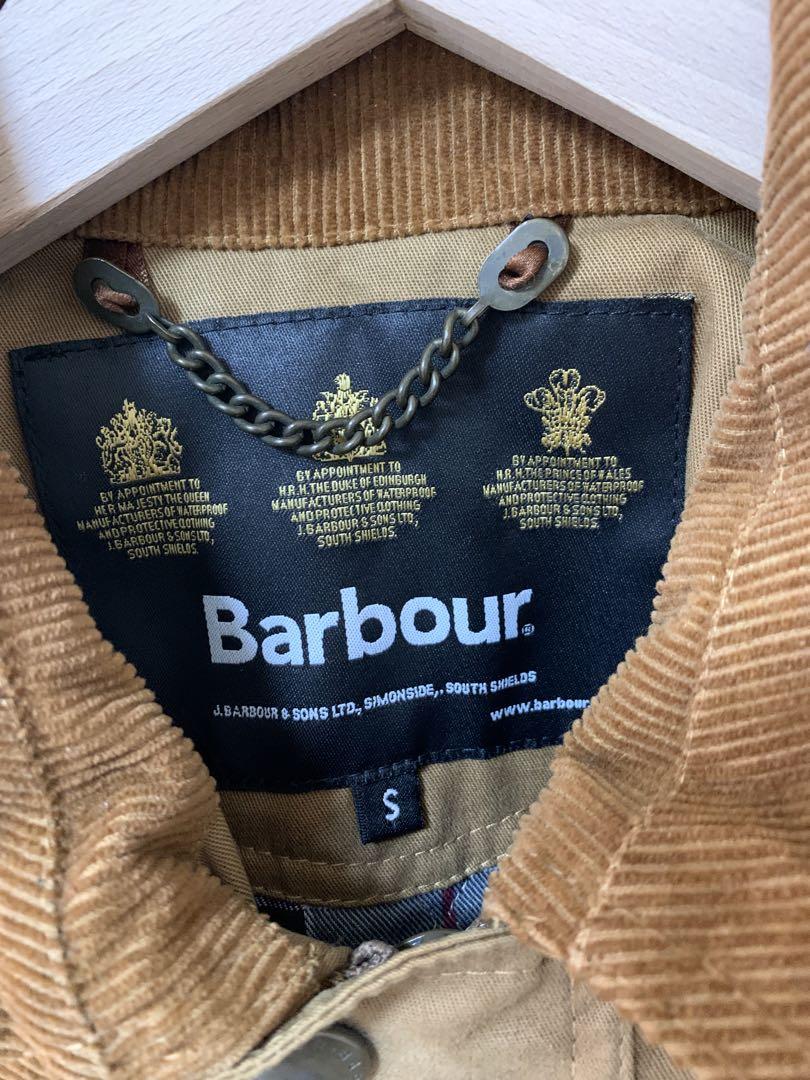 BY APPOINTMENT TO
HER MAJESTY THE QUEEN
MANUFACTURERS OF WATERPROOF
AND PROTECTIVE CLOTHING
J. BARBOUR & SONS LTD,
SOUTH SHIELDS.
BY APPOINTMENT TO
H.R.H. THE DUKE OF EDINBURGH
MANUFACTURERS OF WATERPROOF
AND PROTECTIVE CLOTHING
J. BARBOUR & SONS LTD,
SOUTH SHIELDS.
BY APPOINTMENT TO
H.R.H. THE PRINCE OF WALES
MANUFACTURERS OF WATERPROOF
AND PROTECTIVE CLOTHING
J. BARBOUR & SONS LTD,
SOUTH SHIELDS.
Barbour®
J. BARBOUR & SONS LTD., SIMONSIDE,. SOUTH SHIELDS
www.barbour
S